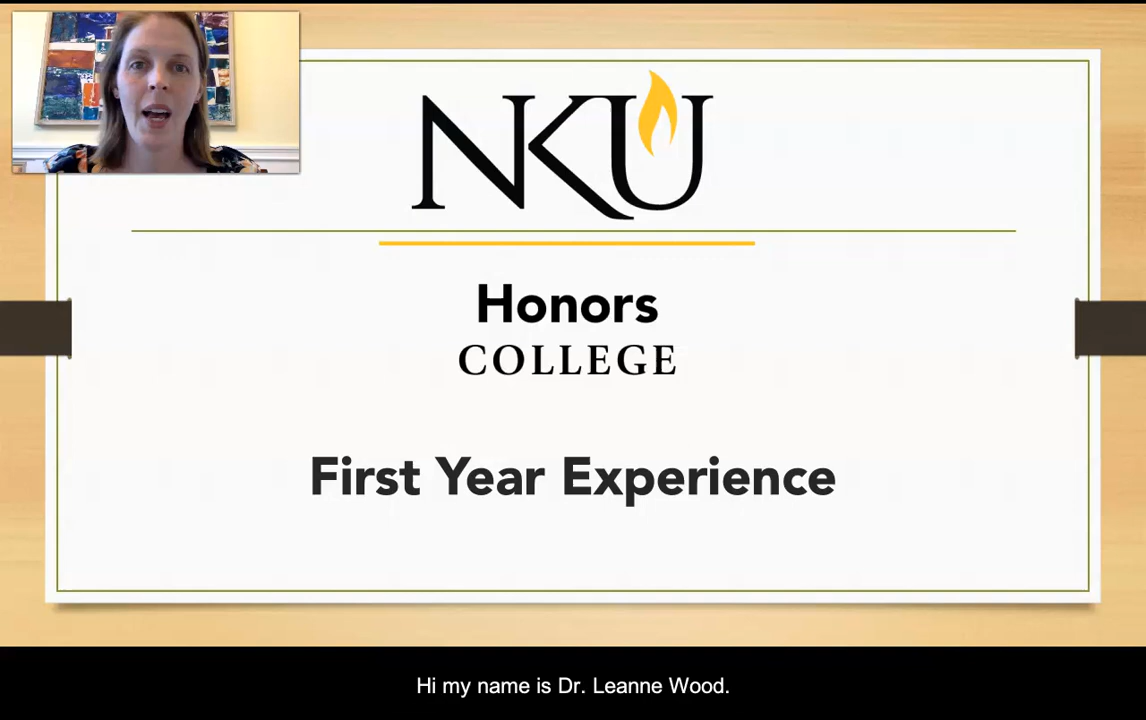 NKU
Honors
COLLEGE
First Year Experience
Hi my name is Dr. Leanne Wood.